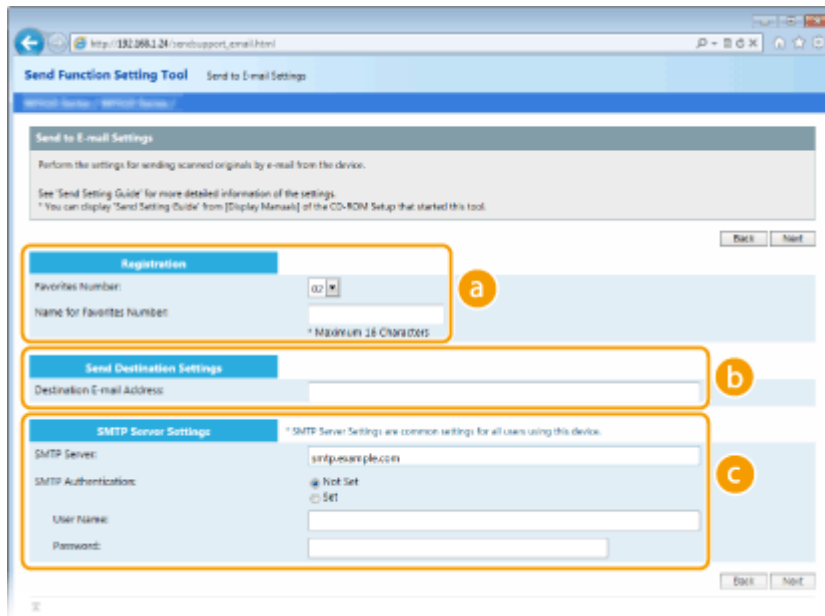 http://192.168.1.24/sendsupport_email.html
Send Function Setting Tool Send to E-mail Settings
Send to E-mail Settings
Perform the settings for sending scanned originals by e-mail from the device.
See 'Send Setting Guide' for more detailed information of the settings.
* You can display 'Send Setting Guide' from [Display Manuals] of the CD-ROM Setup that started this tool.
Back Next
Registration
Favorites Number: 02
a
Name for Favorites Number:
* Maximum 16 Characters
Send Destination Settings
b
Destination E-mail Address:
SMTP Server Settings * SMTP Server Settings are common settings for all users using this device.
SMTP Server: smtp.example.com
c
SMTP Authentication: Not Set
Set
User Name:
Password:
Back Next